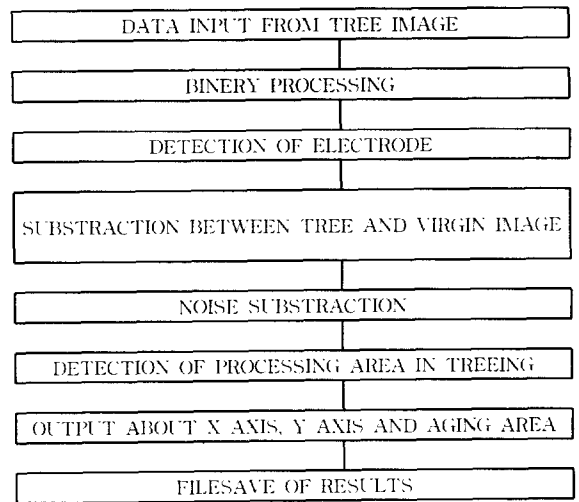 DATA INPUT FROM TREE IMAGE
BINERY PROCESSING
DETECTION OF ELECTRODE
SUBSTRACTION BETWEEN TREE AND VIRGIN IMAGE
NOISE SUBSTRACTION
DETECTION OF PROCESSING AREA IN TREEING
OUTPUT ABOUT X AXIS, Y AXIS AND AGING AREA
FILESAVE OF RESULTS